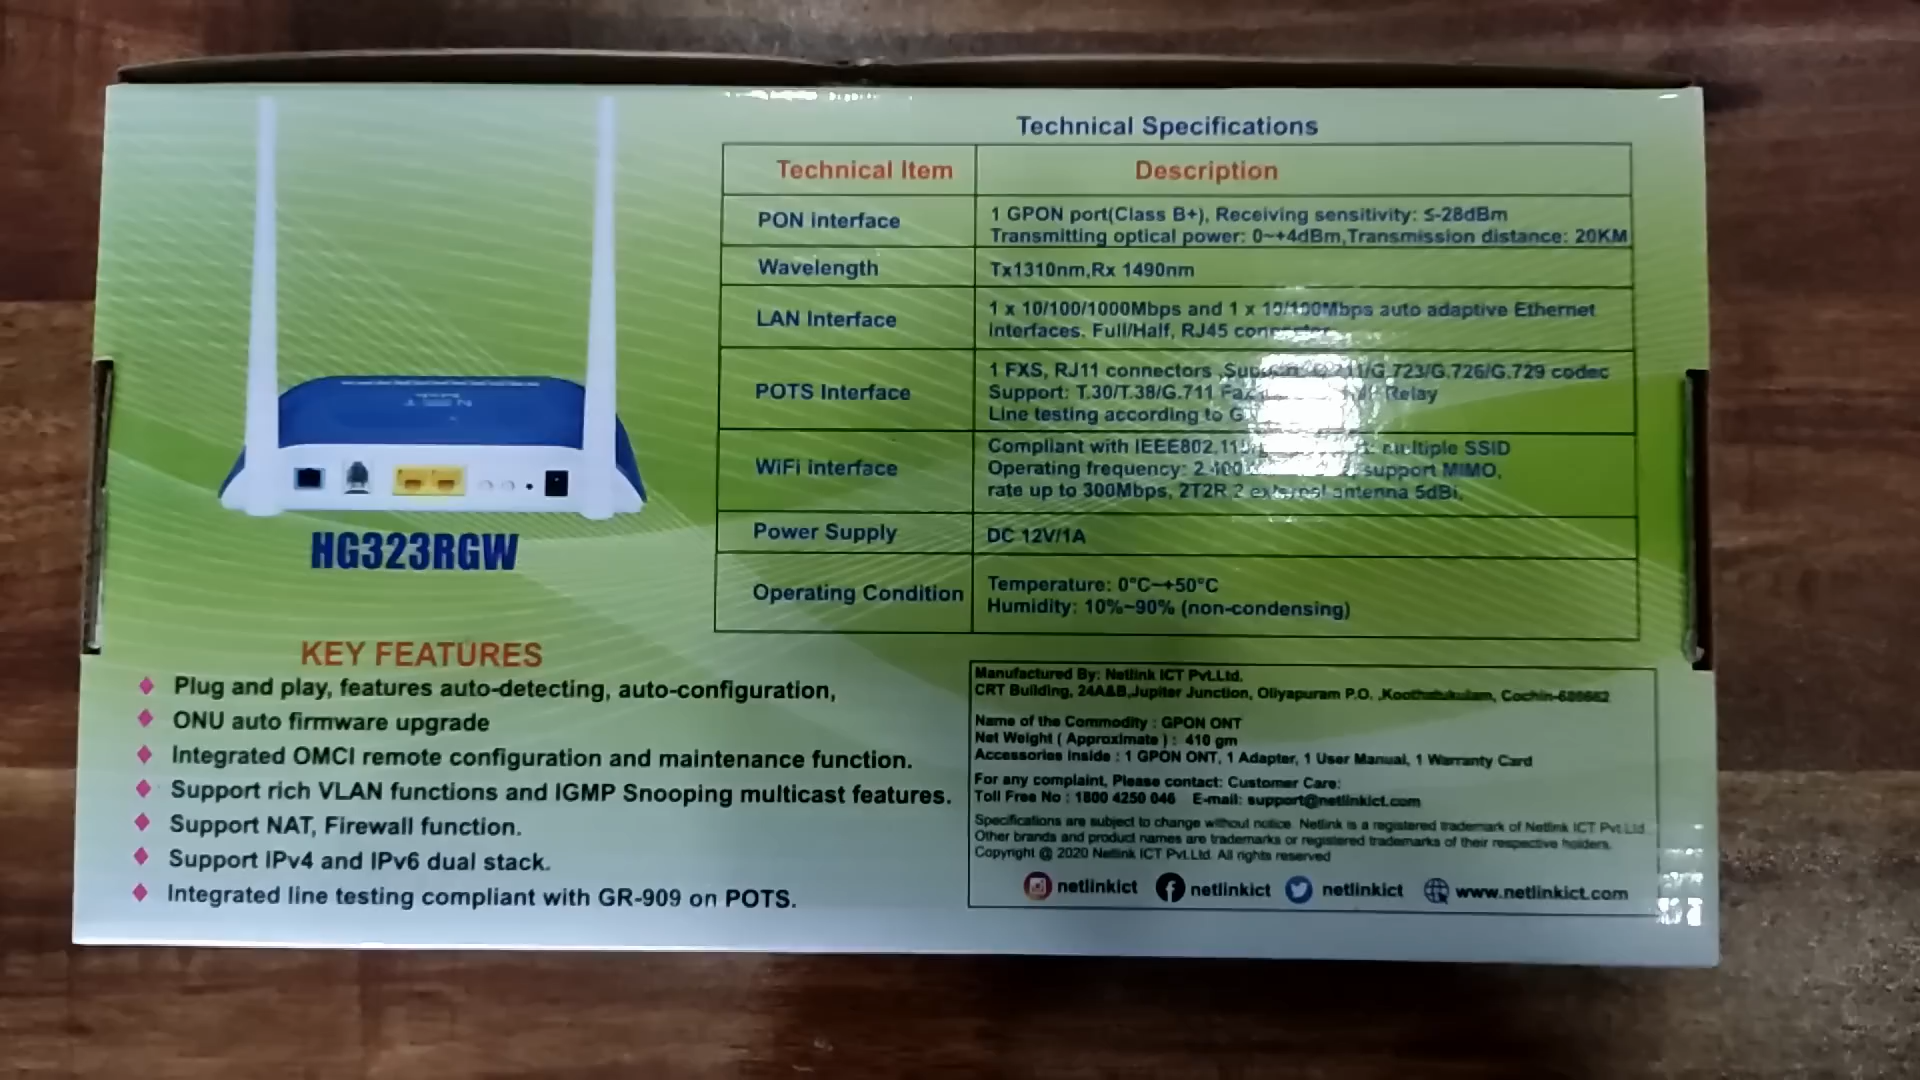 Technical Specifications
Technical Item Description
PON interface
1 GPON port(Class B+), Receiving sensitivity: ≤-28dBm
Transmitting optical power: 0~+4dBm,Transmission distance: 20KM
Wavelength
Tx1310nm,Rx 1490nm
LAN Interface
1 x 10/100/1000Mbps and 1 x 10/100Mbps auto adaptive Ethernet
interfaces. Full/Half, RJ45
POTS Interface
1 FXS, RJ11 connectors 723/G.726/G.729 codec
Support: T.30/T.38/G.711 Relay
Line testing according to
WiFi interface
Compliant with multiple SSID
Operating frequency: support MIMO,
rate up to 300Mbps, 2T2R 2 external antenna 5dBi,
Power Supply
DC 12V/1A
Operating Condition
Temperature: 0°C~+50°C
Humidity: 10%~90% (non-condensing)
HG323RGW
KEY FEATURES
Plug and play, features auto-detecting, auto-configuration,
ONU auto firmware upgrade
Integrated OMCI remote configuration and maintenance function.
Support rich VLAN functions and IGMP Snooping multicast features.
Support NAT, Firewall function.
Support IPv4 and IPv6 dual stack.
Integrated line testing compliant with GR-909 on POTS.
Manufactured By: Netlink ICT Pvt.Ltd.
CRT Building, 24A&B,Jupiter Junction, Oliyapuram P.O, ,Koothattukulam,
Name of the Commodity : GPON ONT
Net Weight ( Approximate ) : 410 gm
Accessories Inside : 1 GPON ONT, 1 Adapter, 1 User Manual, 1 Warranty Card
For any complaint, Please contact: Customer Care:
Toll Free No : 1800 4250 046 E-mail: support@netlinkict.com
Specifications are subject to change without notice. Netlink is a registered trademark of Netlink ICT Pvt.Ltd.
Other brands and product names are trademarks or registered trademarks of their respective holders.
Copyright @ 2020 Netlink ICT Pvt.Ltd. All rights reserved
netlinkict netlinkict netlinkict www.netlinkict.com